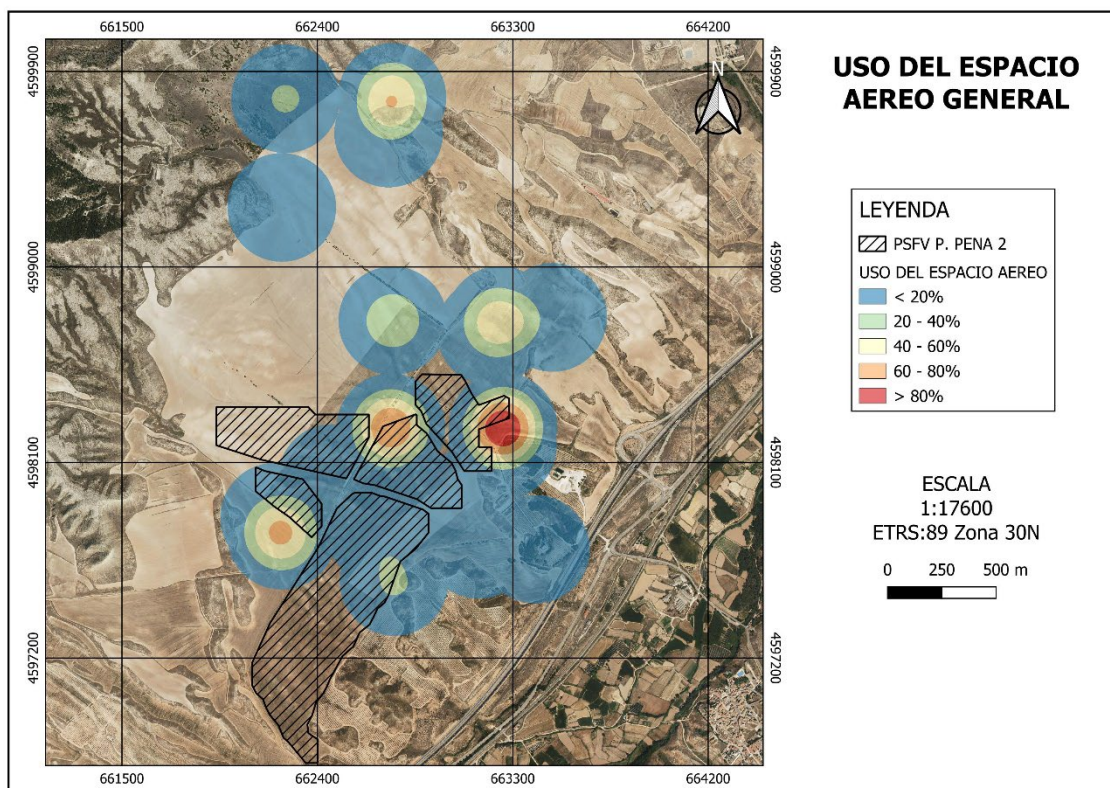 661500 662400 663300 664200
4599900 4599900
4599000 4599000
4598100 4598100
4597200 4597200
661500 662400 663300 664200
N
USO DEL ESPACIO
AEREO GENERAL
LEYENDA
PSFV P. PENA 2
USO DEL ESPACIO AEREO
< 20%
20 - 40%
40 - 60%
60 - 80%
> 80%
ESCALA
1:17600
ETRS:89 Zona 30N
0 250 500 m